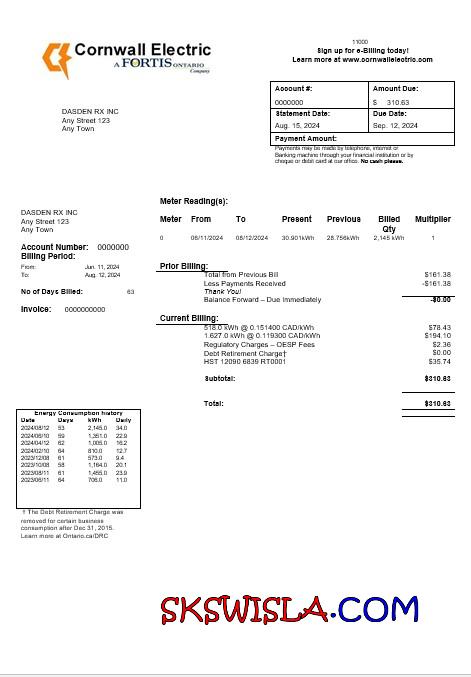 Cornwall Electric
A FORTIS ONTARIO
Company
11000
Sign up for e-Billing today!
Learn more at www.cornwallelectric.com
Account #: Amount Due:
0000000 $ 310.63
Statement Date: Due Date:
Aug. 15, 2024 Sep. 12, 2024
Payment Amount:
Payments may be made by telephone, internet or
Banking machine through your financial institution or by
cheque or debit card at our office. No cash please.
DASDEN RX INC
Any Street 123
Any Town
DASDEN RX INC
Any Street 123
Any Town
Account Number: 0000000
Billing Period:
From: Jun. 11, 2024
To: Aug. 12, 2024
No of Days Billed: 63
Invoice: 0000000000
Meter Reading(s):
Meter From To Present Previous Billed Qty Multiplier
0 06/11/2024 08/12/2024 30.901kWh 28.756kWh 2,145 kWh 1
Prior Billing:
Total from Previous Bill $161.38
Less Payments Received -$161.38
Thank You!
Balance Forward – Due Immediately -$0.00
Current Billing:
518.0 kWh @ 0.151400 CAD/kWh $78.43
1.627.0 kWh @ 0.119300 CAD/kWh $194.10
Regulatory Charges – OESP Fees $2.36
Debt Retirement Charge† $0.00
HST 12090 6839 RT0001 $35.74
Subtotal: $310.63
Total: $310.63
Energy Consumption history
Date Days kWh Daily
2024/08/12 53 2,145.0 34.0
2024/06/10 59 1,351.0 22.9
2024/04/12 62 1,005.0 16.2
2024/02/10 64 810.0 12.7
2023/12/08 61 573.0 9.4
2023/10/08 58 1,164.0 20.1
2023/08/11 61 1,455.0 23.9
2023/06/11 64 706.0 11.0
† The Debt Retirement Charge was
removed for certain business
consumption after Dec 31, 2015.
Learn more at Ontario.ca/DRC
SKSWISLA.COM